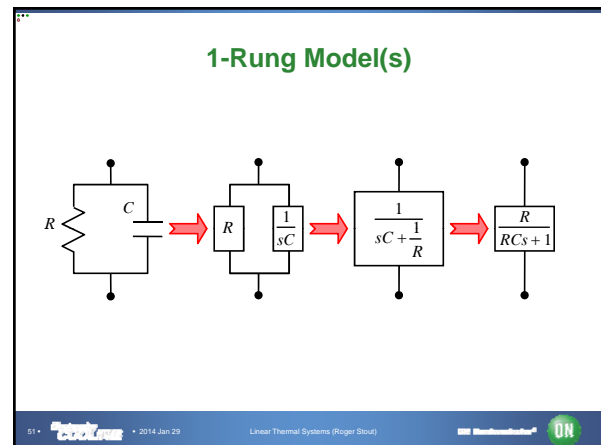 1-Rung Model(s)
R
C
R
1
sC
1
sC + 1
R
R
RCs + 1
51 •
• 2014 Jan 29
Linear Thermal Systems (Roger Stout)
ON